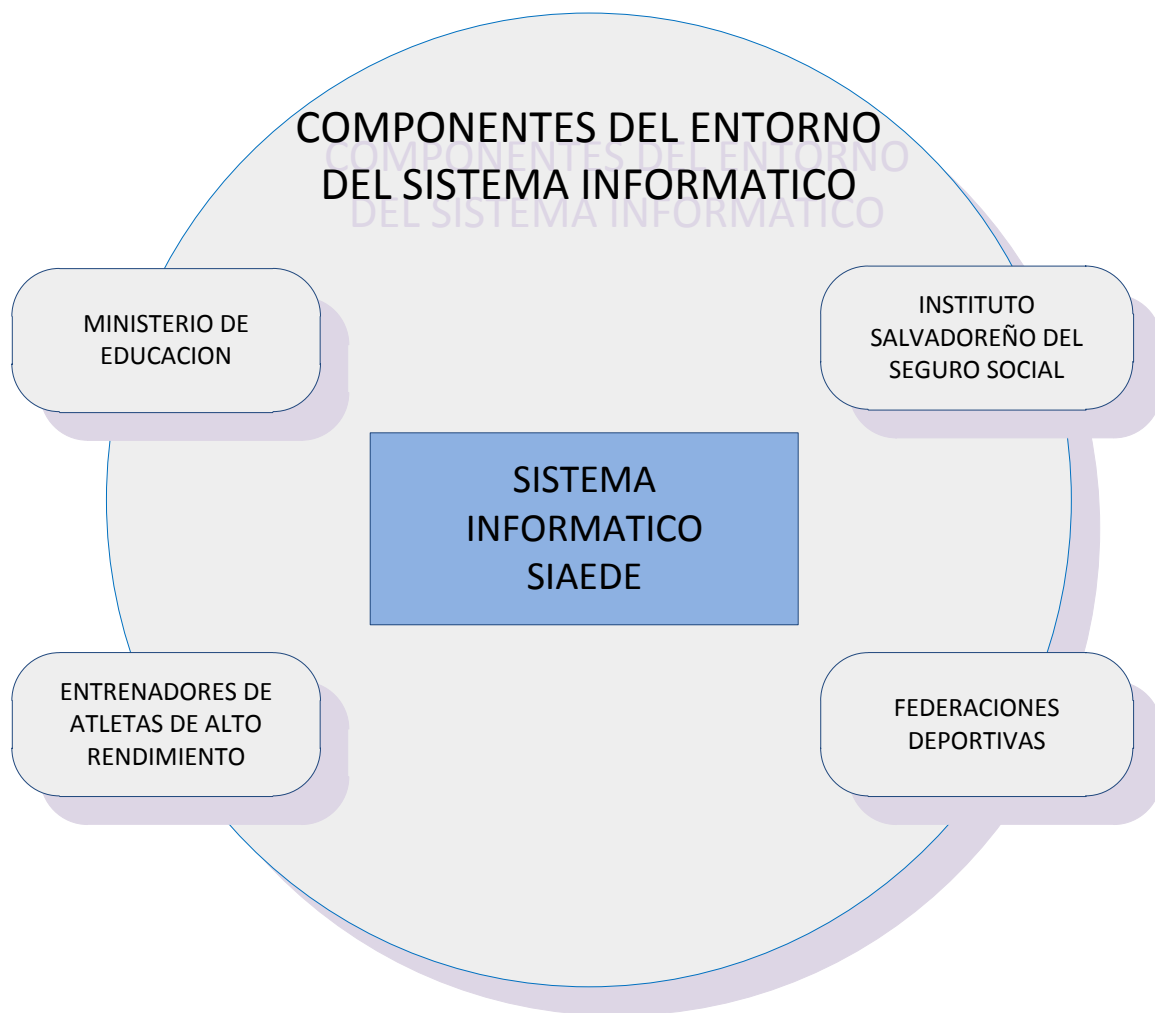 COMPONENTES DEL ENTORNO
DEL SISTEMA INFORMATICO
MINISTERIO DE
EDUCACION
INSTITUTO
SALVADOREÑO DEL
SEGURO SOCIAL
SISTEMA
INFORMATICO
SIAEDE
ENTRENADORES DE
ATLETAS DE ALTO
RENDIMIENTO
FEDERACIONES
DEPORTIVAS